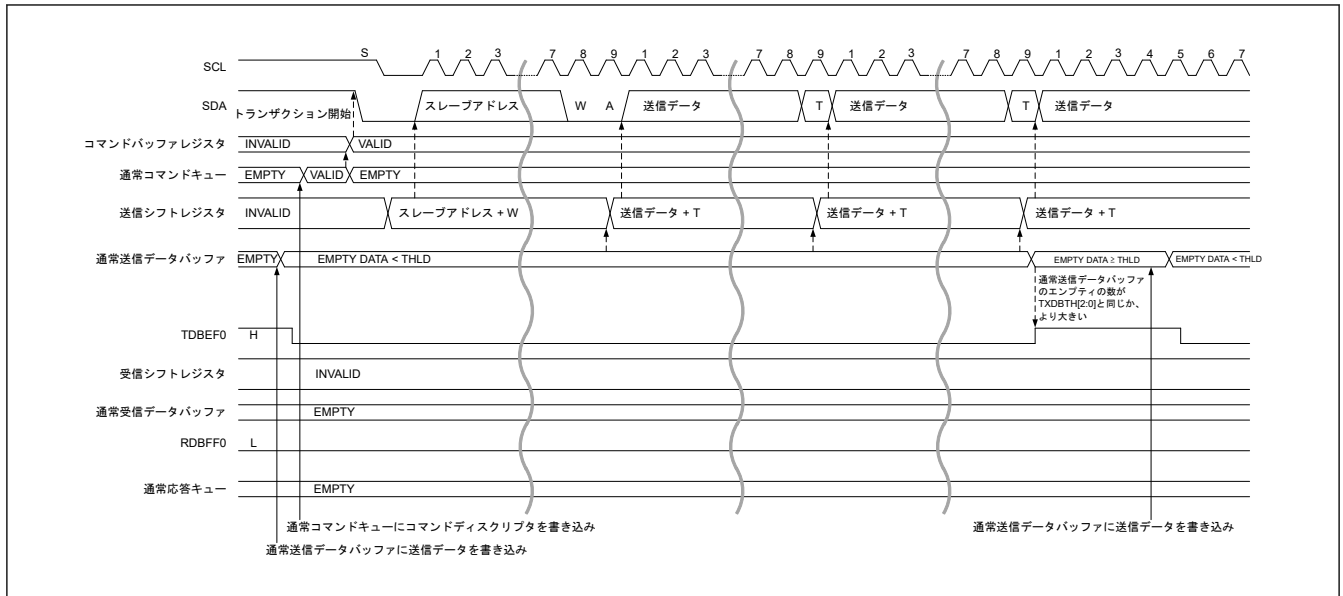 S 1 2 3 7 8 9 1 2 3 7 8 9 1 2 3 7 8 9 1 2 3 4 5 6 7
SCL
SDA トランザクション開始 スレーブアドレス W A 送信データ T 送信データ T 送信データ
コマンドバッファレジスタ INVALID VALID
通常コマンドキュー EMPTY VALID EMPTY
送信シフトレジスタ INVALID スレーブアドレス + W 送信データ + T 送信データ + T 送信データ + T
通常送信データバッファ EMPTY EMPTY DATA < THLD EMPTY DATA ≥ THLD EMPTY DATA < THLD
通常送信データバッファ
のエンプティの数が
TXDBTH[2:0]と同じか、
より大きい
TDBEF0 H
受信シフトレジスタ INVALID
通常受信データバッファ EMPTY
RDBFF0 L
通常応答キュー EMPTY
通常コマンドキューにコマンドディスクリプタを書き込み 通常送信データバッファに送信データを書き込み
通常送信データバッファに送信データを書き込み